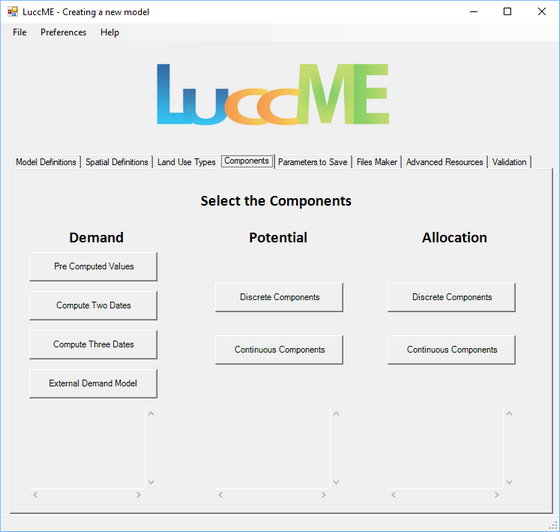 LuccME - Creating a new model
File Preferences Help
LuccME
Model Definitions Spatial Definitions Land Use Types Components Parameters to Save Files Maker Advanced Resources Validation
Select the Components
Demand Potential Allocation
Pre Computed Values
Discrete Components Discrete Components
Compute Two Dates
Compute Three Dates
Continuous Components Continuous Components
External Demand Model